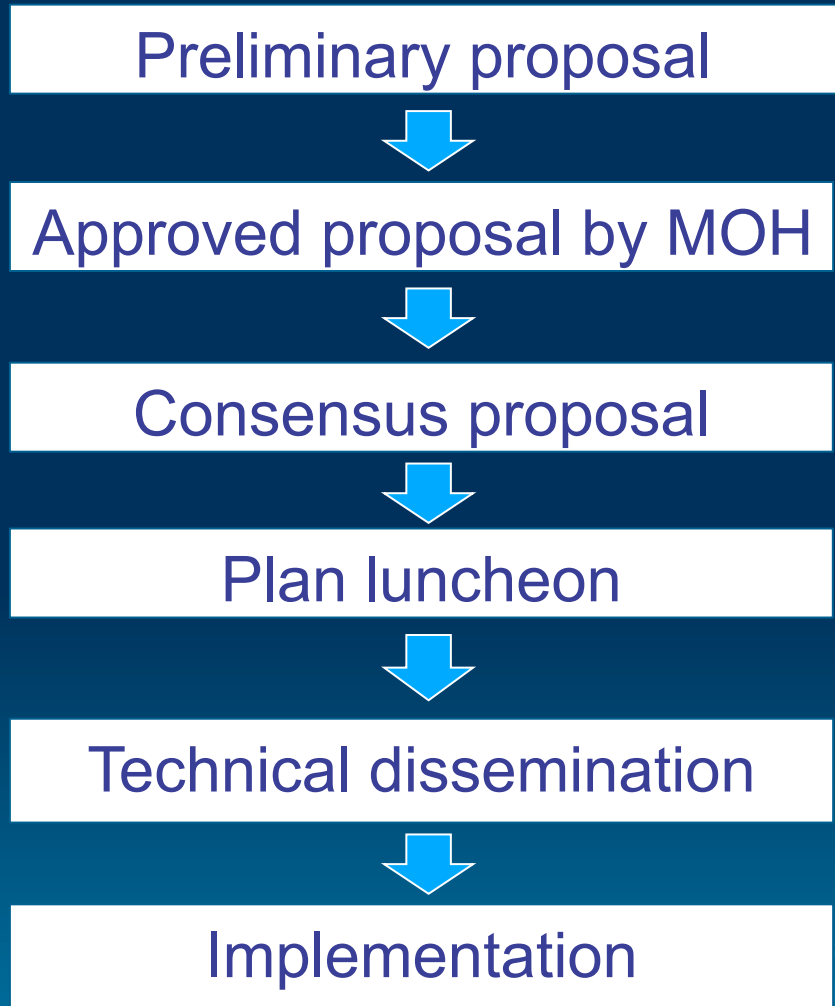 Preliminary proposal
Approved proposal by MOH
Consensus proposal
Plan luncheon
Technical dissemination
Implementation